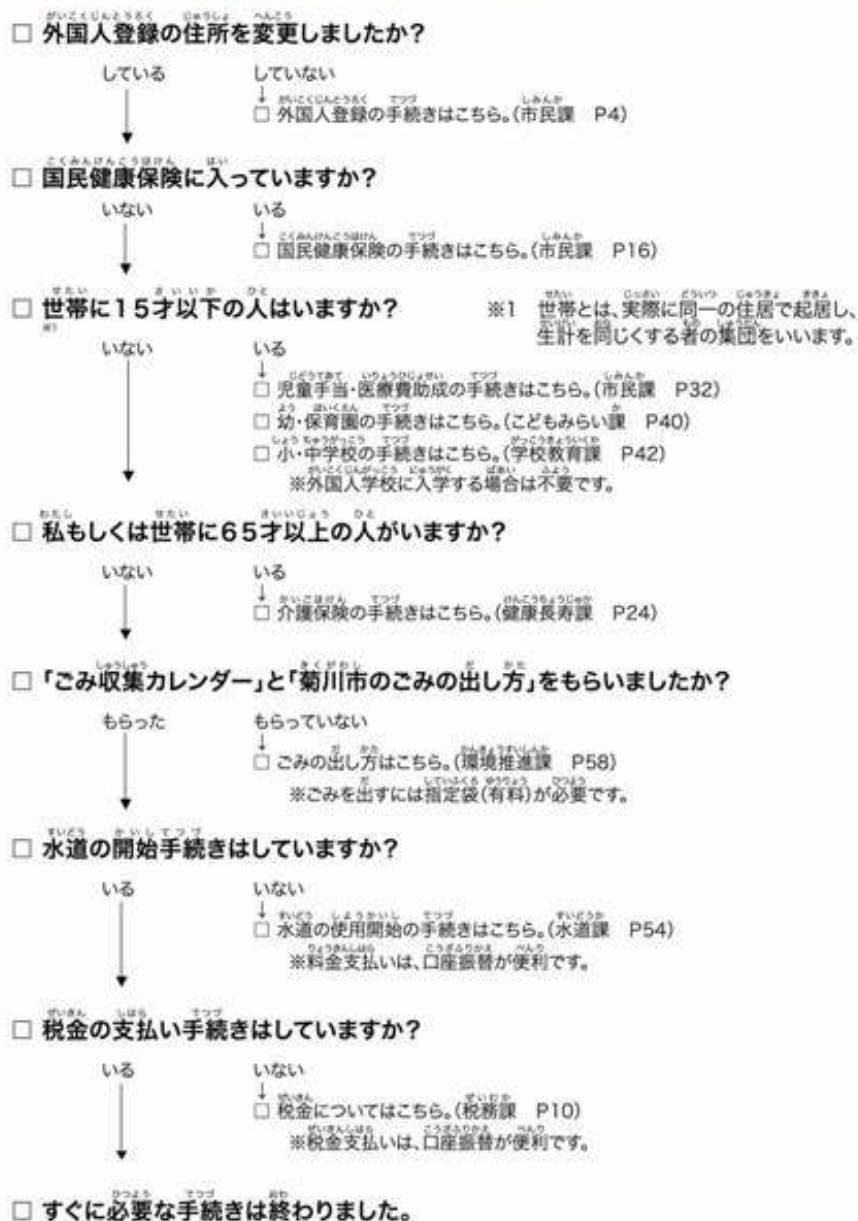 □ 外国人登録の住所を変更しましたか?
している していない
↓ ↓
□ 外国人登録の手続きはこちら。(市民課 P4)
□ 国民健康保険に入っていますか?
いない いる
↓ ↓
□ 国民健康保険の手続きはこちら。(市民課 P16)
□ 世帯に15才以下の人はいますか? ※1 世帯とは、実際に同一の住居で起居し、
※1 生計を同じくする者の集団をいいます。
いない いる
↓ ↓
□ 児童手当・医療費助成の手続きはこちら。(市民課 P32)
□ 幼・保育園の手続きはこちら。(こどもみらい課 P40)
□ 小・中学校の手続きはこちら。(学校教育課 P42)
※外国人学校に入学する場合は不要です。
□ 私もしくは世帯に65才以上の人がいますか?
いない いる
↓ ↓
□ 介護保険の手続きはこちら。(健康長寿課 P24)
□ 「ごみ収集カレンダー」と「菊川市のごみの出し方」をもらいましたか?
もらった もらっていない
↓ ↓
□ ごみの出し方はこちら。(環境推進課 P58)
※ごみを出すには指定袋(有料)が必要です。
□ 水道の開始手続きはしていますか?
いる いない
↓ ↓
□ 水道の使用開始の手続きはこちら。(水道課 P54)
※料金支払いは、口座振替が便利です。
□ 税金の支払い手続きはしていますか?
いる いない
↓ ↓
□ 税金についてはこちら。(税務課 P10)
※税金支払いは、口座振替が便利です。
□ すぐに必要な手続きは終わりました。